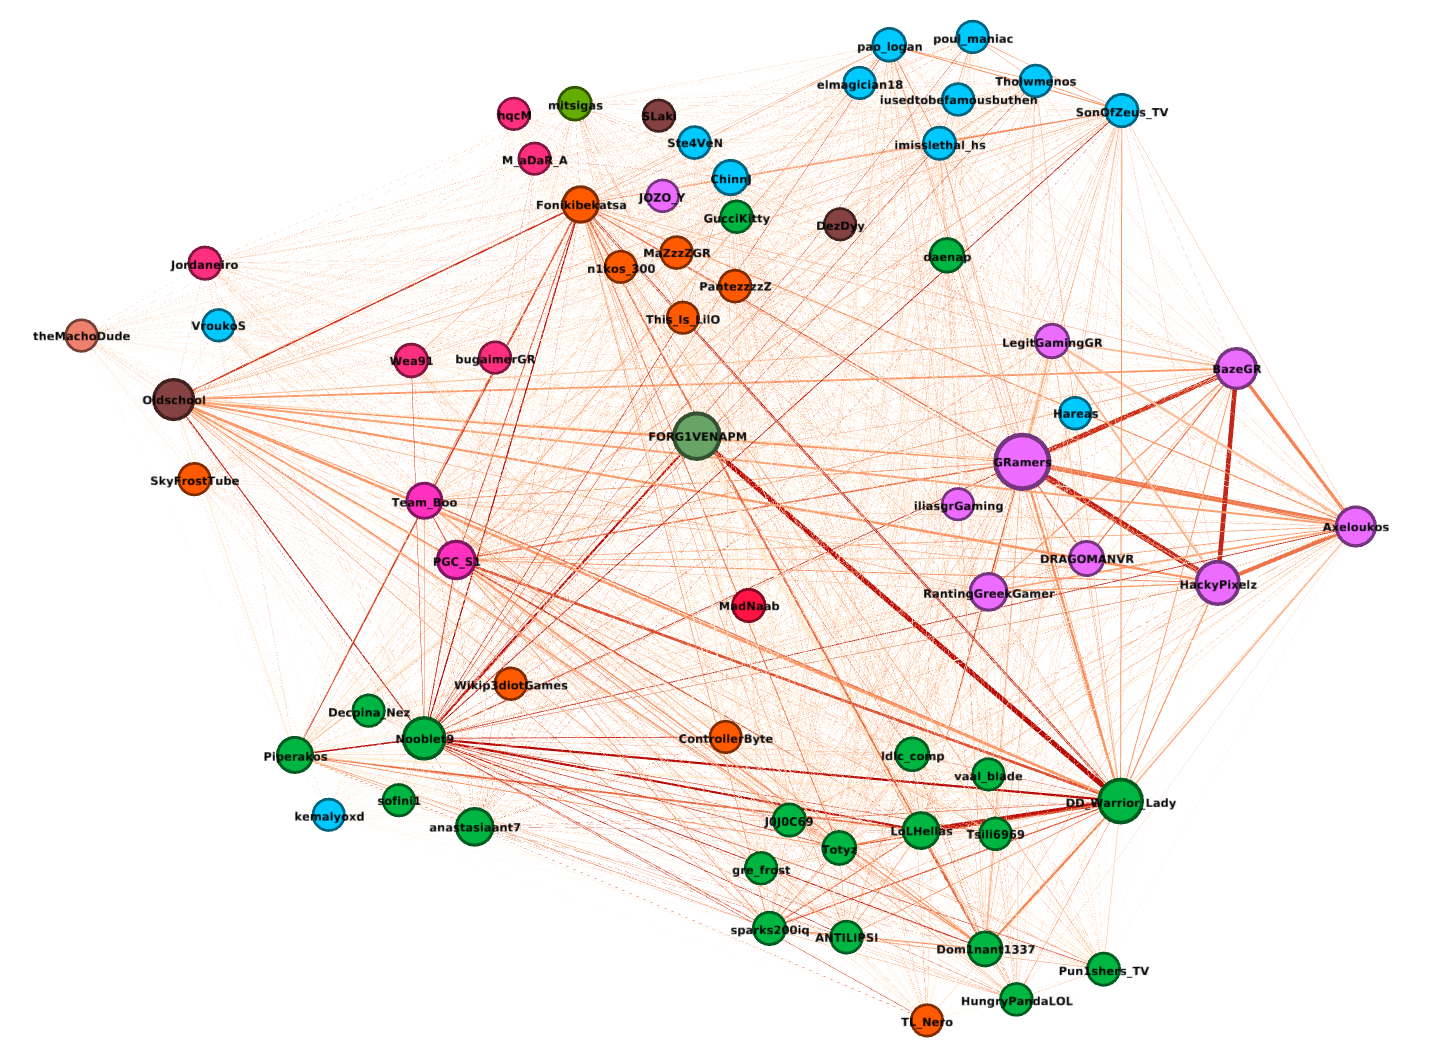 poul_maniac
pao_logan
Tholwmenos
elmagician18
iusedtobefamousbuthen
SonOfZeus_TV
mitsigas
hqcM
SLaki
Ste4VeN
imisslethal_hs
M_aDaR_A
ChinnJ
JOZO_Y
Fonikibekatsa
GucciKitty
DezDyy
MaZzzZGR
daenap
Jordaneiro
n1kos_300
PantezzzzZ
This_Is_LilO
VroukoS
theMachoDude
LegitGamingGR
Wea91
bugaimerGR
BazeGR
Oldschool
Hareas
FORG1VENAPM
GRamers
SkyFrostTube
Team_Boo
iliasgrGaming
Axeloukos
PGC_S1
DRAGOMANVR
HackyPixelz
RantingGreekGamer
MadNaab
Wikip3diotGames
Decpina_Nez
Nooblet9
ControllerByte
Piperakos
ldlc_comp
vaal_blade
sofini1
DD_Warrior_Lady
kemalyoxd
anastasiaant7
J0J0C69
LoLHellas
Tsili6969
Totyz
gre_frost
sparks200iq
ANTILIPSI
Dom1nant1337
Pun1shers_TV
HungryPandaLOL
TL_Nero